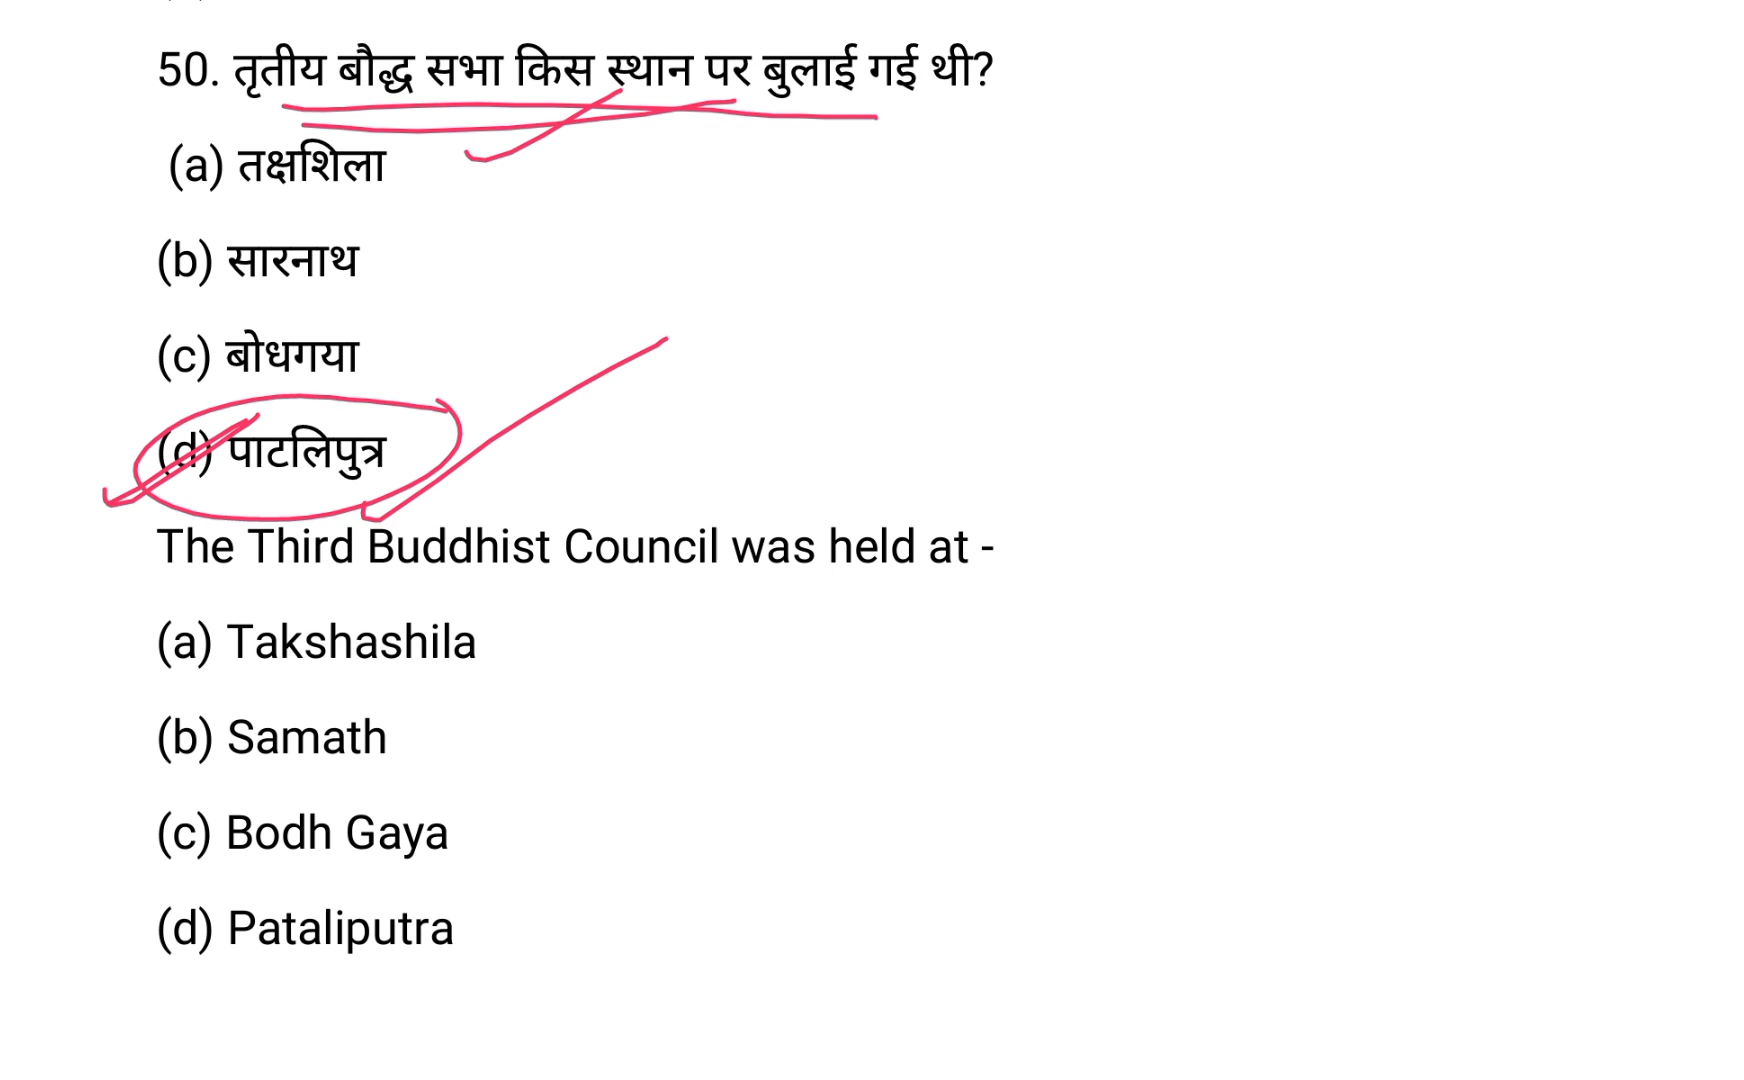 50. तृतीय बौद्ध सभा किस स्थान पर बुलाई गई थी?
(a) तक्षशिला
(b) सारनाथ
(c) बोधगया
(d) पाटलिपुत्र
The Third Buddhist Council was held at -
(a) Takshashila
(b) Samath
(c) Bodh Gaya
(d) Pataliputra